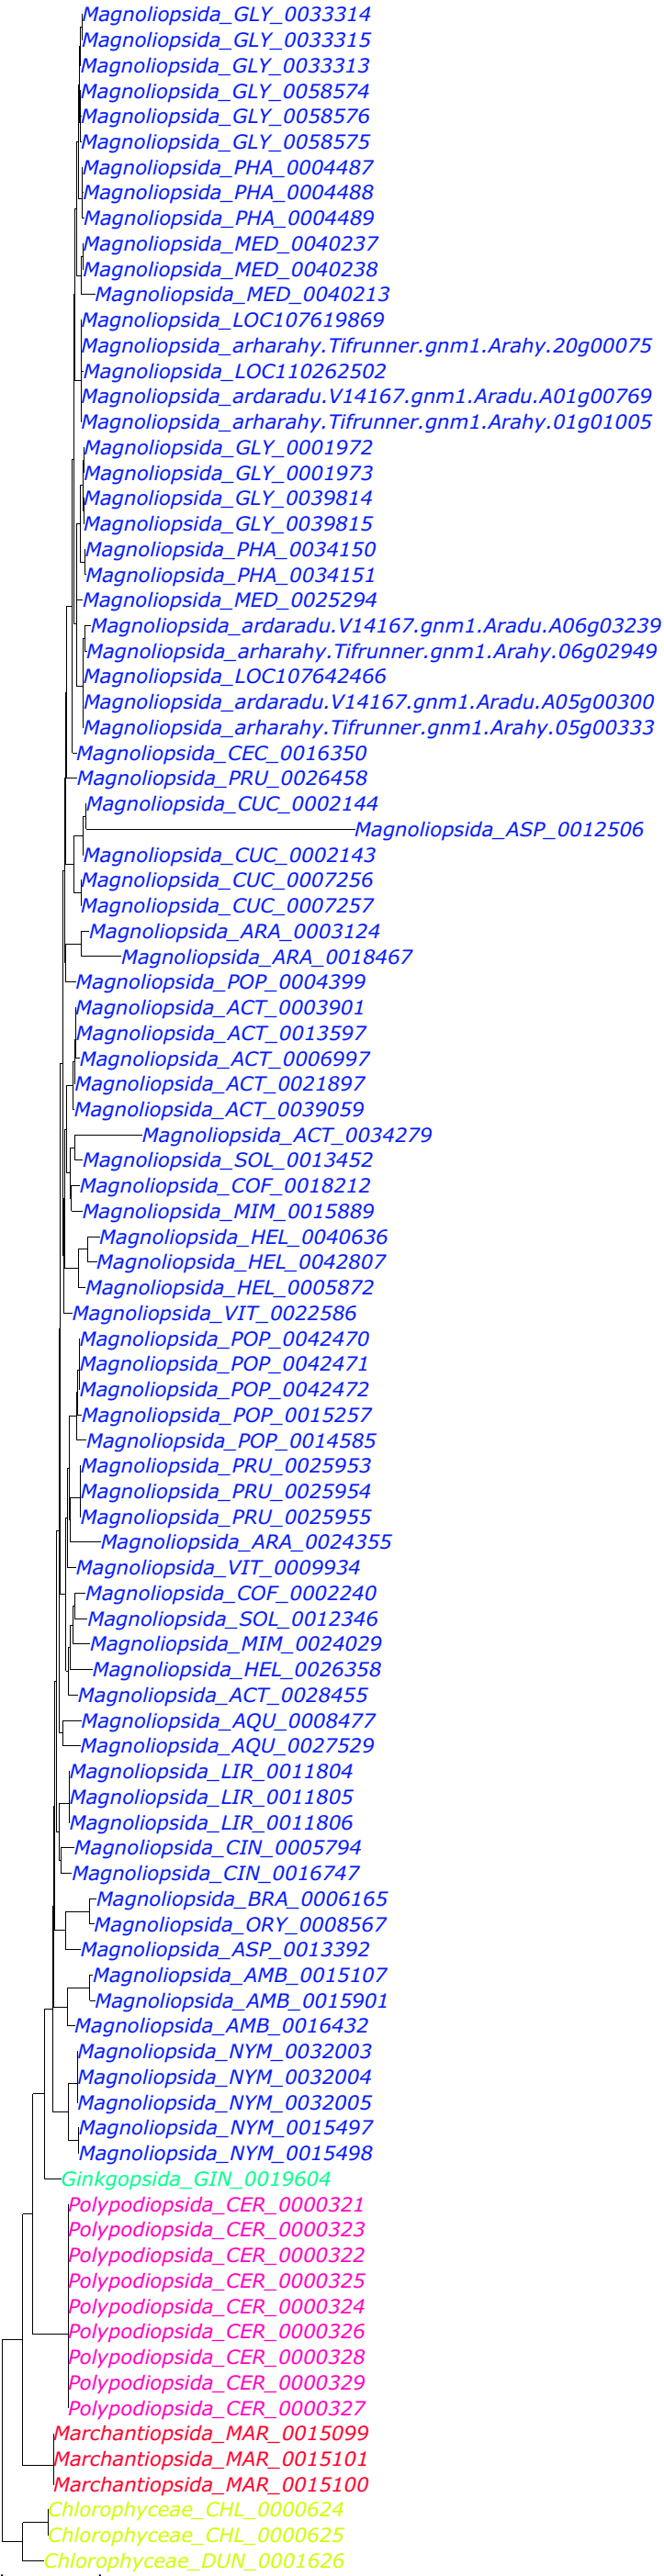 Magnoliopsida_GLY_0033314
Magnoliopsida_GLY_0033315
Magnoliopsida_GLY_0033313
Magnoliopsida_GLY_0058574
Magnoliopsida_GLY_0058576
Magnoliopsida_GLY_0058575
Magnoliopsida_PHA_0004487
Magnoliopsida_PHA_0004488
Magnoliopsida_PHA_0004489
Magnoliopsida_MED_0040237
Magnoliopsida_MED_0040238
Magnoliopsida_MED_0040213
Magnoliopsida_LOC107619869
Magnoliopsida_arharahy.Tifrunner.gnm1.Arahy.20g00075
Magnoliopsida_LOC110262502
Magnoliopsida_ardaradu.V14167.gnm1.Aradu.A01g00769
Magnoliopsida_arharahy.Tifrunner.gnm1.Arahy.01g01005
Magnoliopsida_GLY_0001972
Magnoliopsida_GLY_0001973
Magnoliopsida_GLY_0039814
Magnoliopsida_GLY_0039815
Magnoliopsida_PHA_0034150
Magnoliopsida_PHA_0034151
Magnoliopsida_MED_0025294
Magnoliopsida_ardaradu.V14167.gnm1.Aradu.A06g03239
Magnoliopsida_arharahy.Tifrunner.gnm1.Arahy.06g02949
Magnoliopsida_LOC107642466
Magnoliopsida_ardaradu.V14167.gnm1.Aradu.A05g00300
Magnoliopsida_arharahy.Tifrunner.gnm1.Arahy.05g00333
Magnoliopsida_CEC_0016350
Magnoliopsida_PRU_0026458
Magnoliopsida_CUC_0002144
Magnoliopsida_ASP_0012506
Magnoliopsida_CUC_0002143
Magnoliopsida_CUC_0007256
Magnoliopsida_CUC_0007257
Magnoliopsida_ARA_0003124
Magnoliopsida_ARA_0018467
Magnoliopsida_POP_0004399
Magnoliopsida_ACT_0003901
Magnoliopsida_ACT_0013597
Magnoliopsida_ACT_0006997
Magnoliopsida_ACT_0021897
Magnoliopsida_ACT_0039059
Magnoliopsida_ACT_0034279
Magnoliopsida_SOL_0013452
Magnoliopsida_COF_0018212
Magnoliopsida_MIM_0015889
Magnoliopsida_HEL_0040636
Magnoliopsida_HEL_0042807
Magnoliopsida_HEL_0005872
Magnoliopsida_VIT_0022586
Magnoliopsida_POP_0042470
Magnoliopsida_POP_0042471
Magnoliopsida_POP_0042472
Magnoliopsida_POP_0015257
Magnoliopsida_POP_0014585
Magnoliopsida_PRU_0025953
Magnoliopsida_PRU_0025954
Magnoliopsida_PRU_0025955
Magnoliopsida_ARA_0024355
Magnoliopsida_VIT_0009934
Magnoliopsida_COF_0002240
Magnoliopsida_SOL_0012346
Magnoliopsida_MIM_0024029
Magnoliopsida_HEL_0026358
Magnoliopsida_ACT_0028455
Magnoliopsida_AQU_0008477
Magnoliopsida_AQU_0027529
Magnoliopsida_LIR_0011804
Magnoliopsida_LIR_0011805
Magnoliopsida_LIR_0011806
Magnoliopsida_CIN_0005794
Magnoliopsida_CIN_0016747
Magnoliopsida_BRA_0006165
Magnoliopsida_ORY_0008567
Magnoliopsida_ASP_0013392
Magnoliopsida_AMB_0015107
Magnoliopsida_AMB_0015901
Magnoliopsida_AMB_0016432
Magnoliopsida_NYM_0032003
Magnoliopsida_NYM_0032004
Magnoliopsida_NYM_0032005
Magnoliopsida_NYM_0015497
Magnoliopsida_NYM_0015498
Ginkgopsida_GIN_0019604
Polypodiopsida_CER_0000321
Polypodiopsida_CER_0000323
Polypodiopsida_CER_0000322
Polypodiopsida_CER_0000325
Polypodiopsida_CER_0000324
Polypodiopsida_CER_0000326
Polypodiopsida_CER_0000328
Polypodiopsida_CER_0000329
Polypodiopsida_CER_0000327
Marchantiopsida_MAR_0015099
Marchantiopsida_MAR_0015101
Marchantiopsida_MAR_0015100
Chlorophyceae_CHL_0000624
Chlorophyceae_CHL_0000625
Chlorophyceae_DUN_0001626